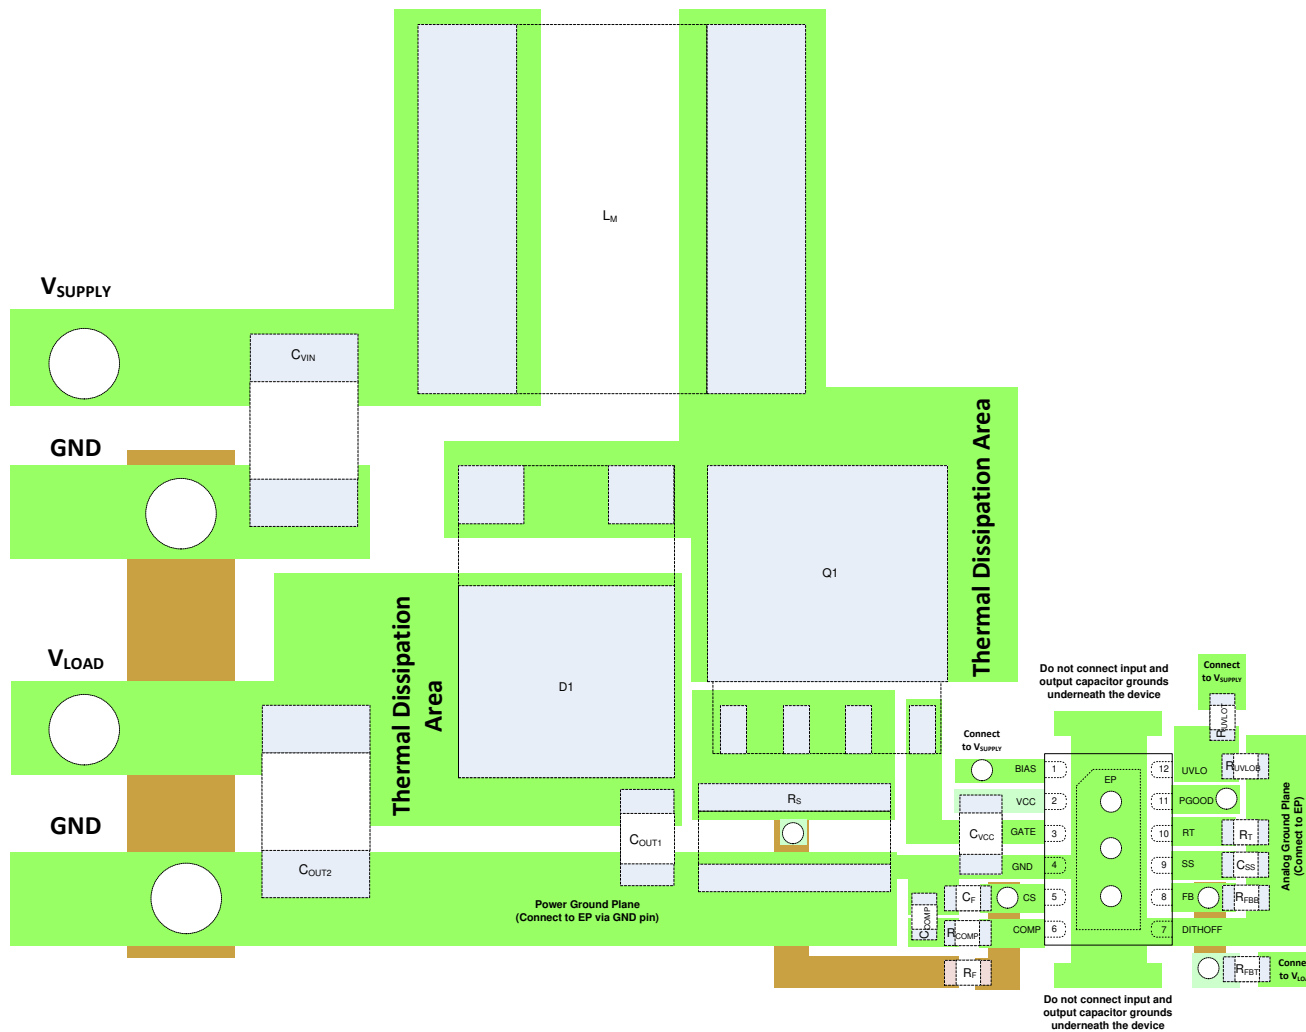 LM
VSUPPLY
CVIN
GND
Thermal Dissipation Area
Q1
Thermal Dissipation
Area
D1
VLOAD
Do not connect input and
output capacitor grounds
underneath the device
Connect
to VSUPPLY
RUVLOT
Connect
to VSUPPLY
BIAS
1
EP
12
UVLO
RUVLOB
VCC
2
11
PGOOD
RS
GND
COUT1
CVCC
GATE
3
10
RT
RT
Analog Ground Plane
(Connect to EP)
COUT2
GND
4
9
SS
CSS
Power Ground Plane
(Connect to EP via GND pin)
CF
CS
5
8
FB
RFBB
CCOMP
RCOMP
COMP
6
7
DITHOFF
RF
RFBT
to VLOA
Do not connect input and
output capacitor grounds
underneath the device